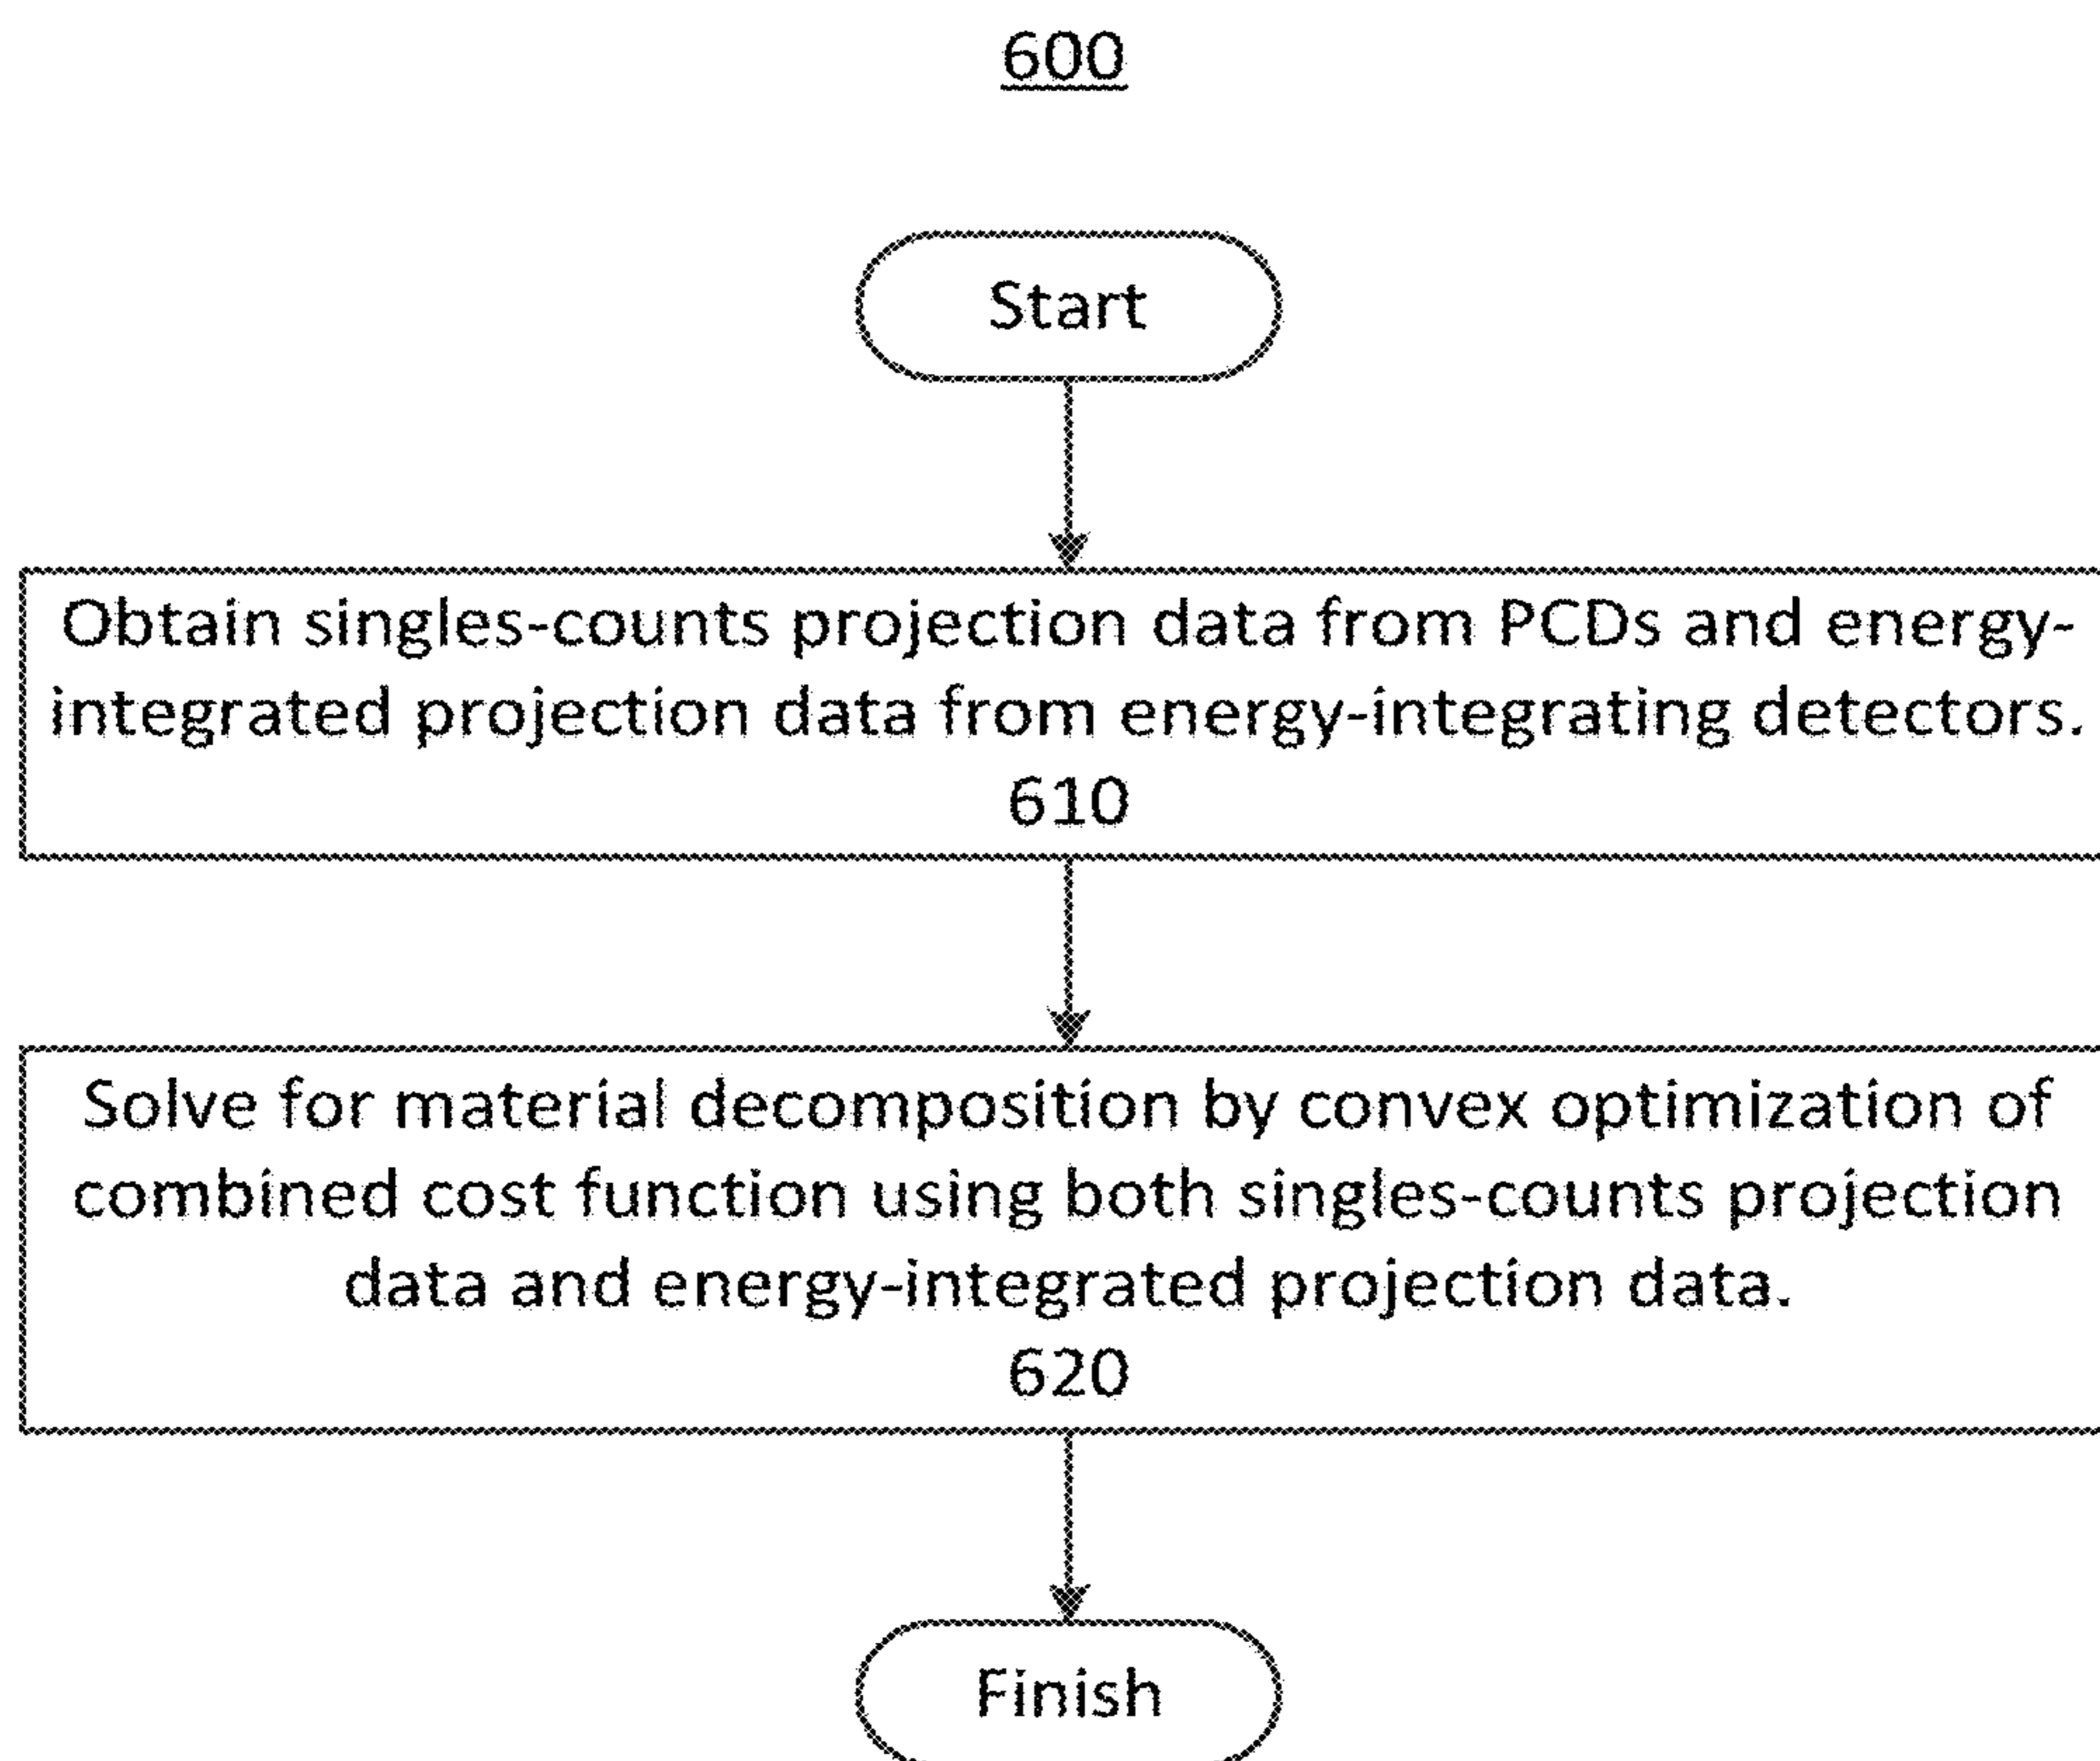 600
Start
Obtain singles-counts projection data from PCDs and energy-
integrated projection data from energy-integrating detectors.
610
Solve for material decomposition by convex optimization of
combined cost function using both singles-counts projection
data and energy-integrated projection data.
620
Finish